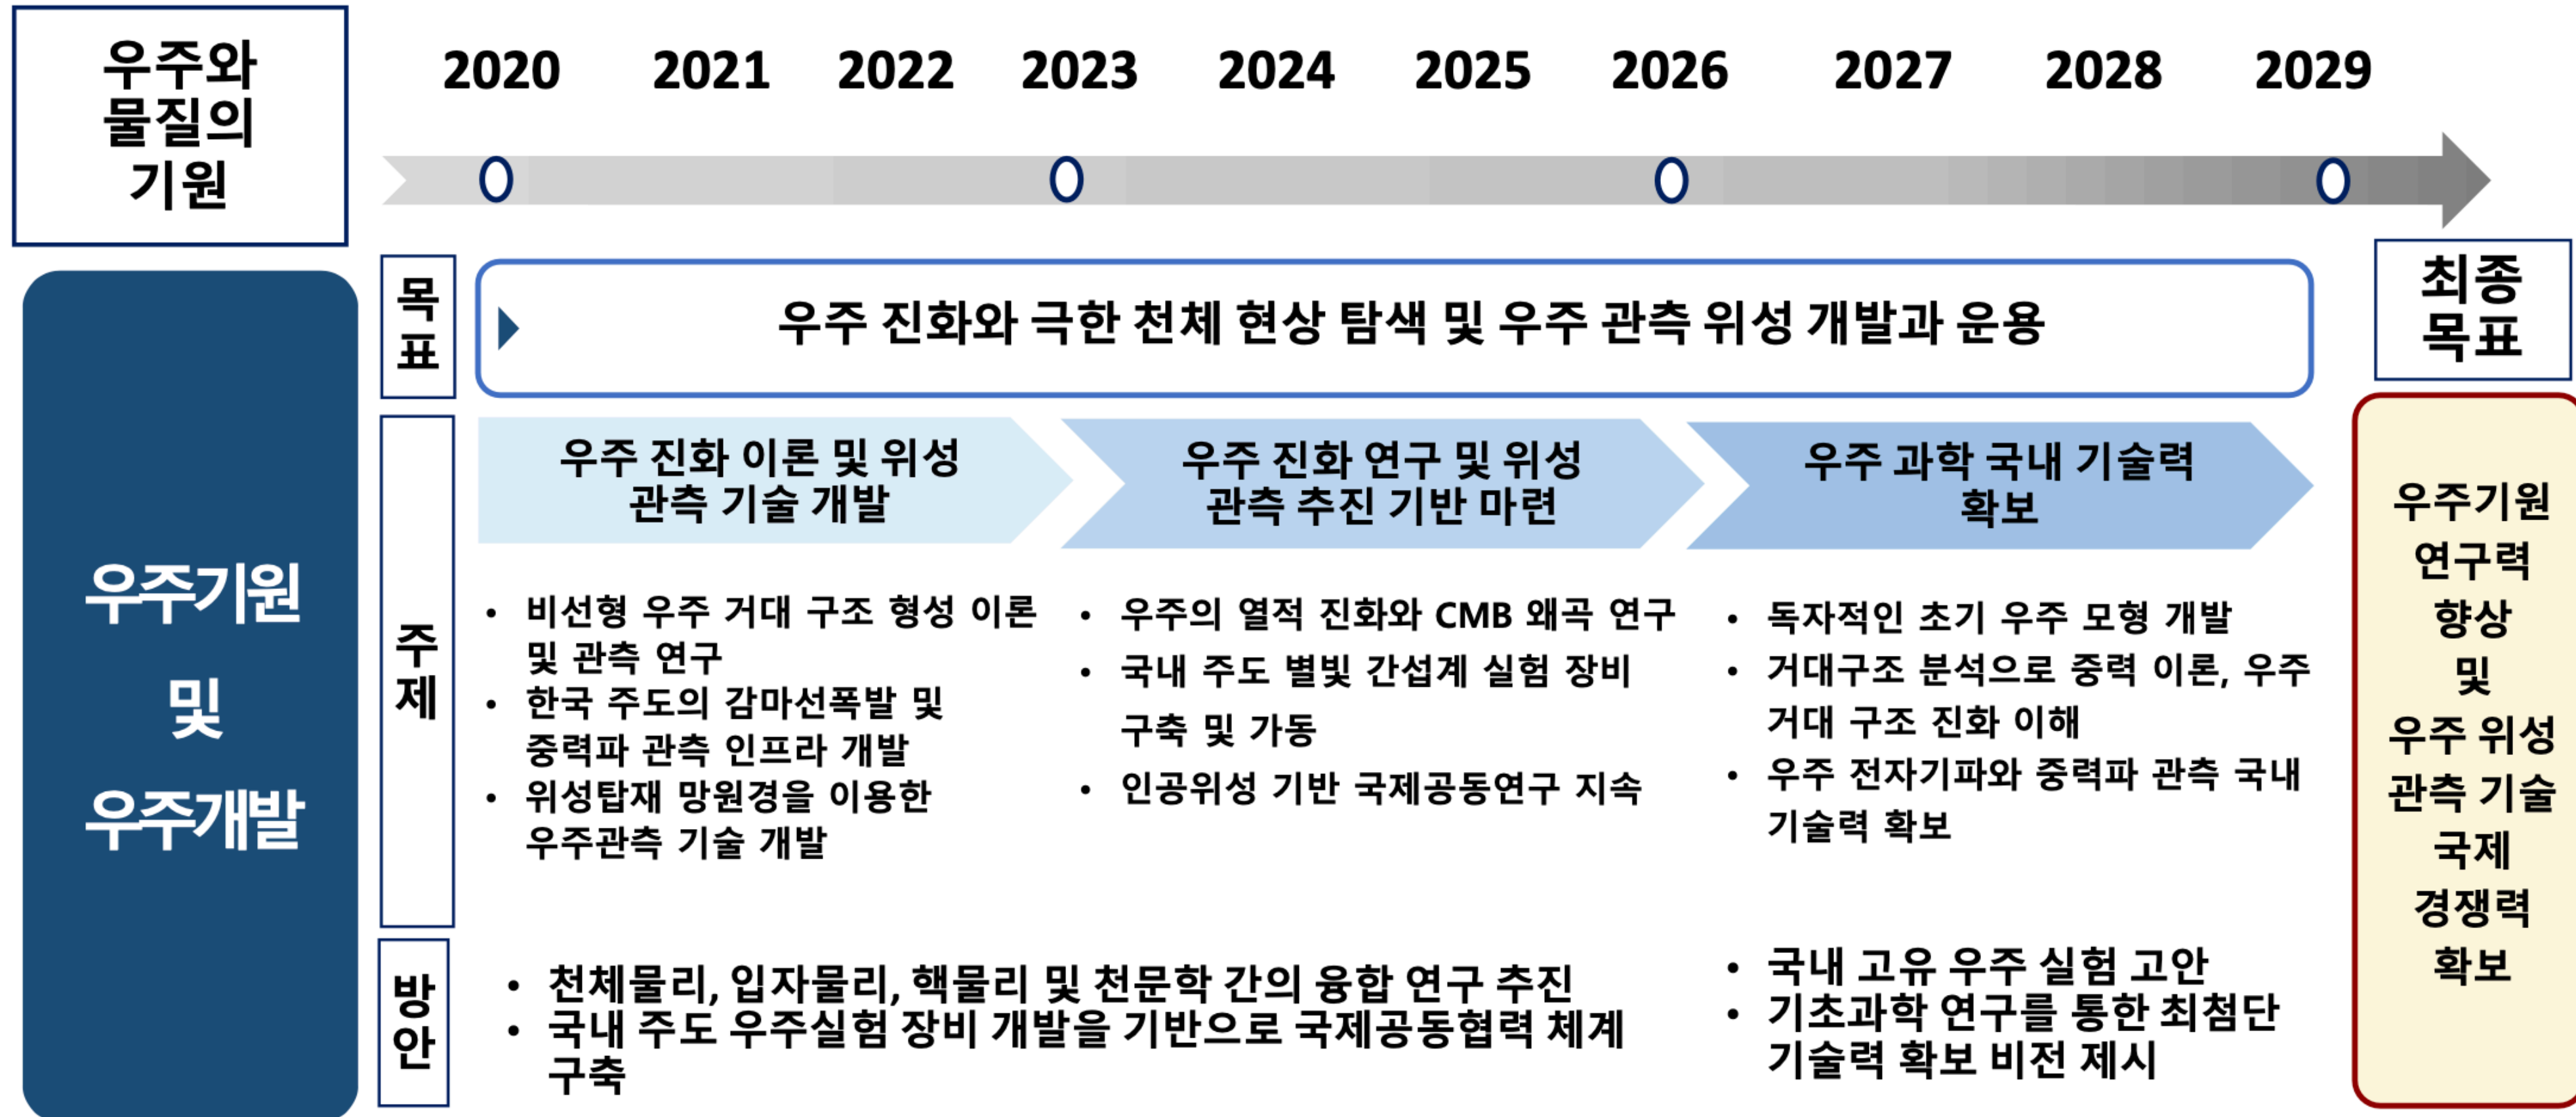 우주와
물질의
기원
2020 2021 2022 2023 2024 2025 2026 2027 2028 2029
우주기원
및
우주개발
목
표
우주 진화와 극한 천체 현상 탐색 및 우주 관측 위성 개발과 운용
주
제
우주 진화 이론 및 위성
관측 기술 개발
• 비선형 우주 거대 구조 형성 이론
및 관측 연구
• 한국 주도의 감마선폭발 및
중력파 관측 인프라 개발
• 위성탑재 망원경을 이용한
우주관측 기술 개발
우주 진화 연구 및 위성
관측 추진 기반 마련
• 우주의 열적 진화와 CMB 왜곡 연구
• 국내 주도 별빛 간섭계 실험 장비
구축 및 가동
• 인공위성 기반 국제공동연구 지속
우주 과학 국내 기술력
확보
• 독자적인 초기 우주 모형 개발
• 거대구조 분석으로 중력 이론, 우주
거대 구조 진화 이해
• 우주 전자기파와 중력파 관측 국내
기술력 확보
방
안
• 천체물리, 입자물리, 핵물리 및 천문학 간의 융합 연구 추진
• 국내 주도 우주실험 장비 개발을 기반으로 국제공동협력 체계
구축
• 국내 고유 우주 실험 고안
• 기초과학 연구를 통한 최첨단
기술력 확보 비전 제시
최종
목표
우주기원
연구력
향상
및
우주 위성
관측 기술
국제
경쟁력
확보